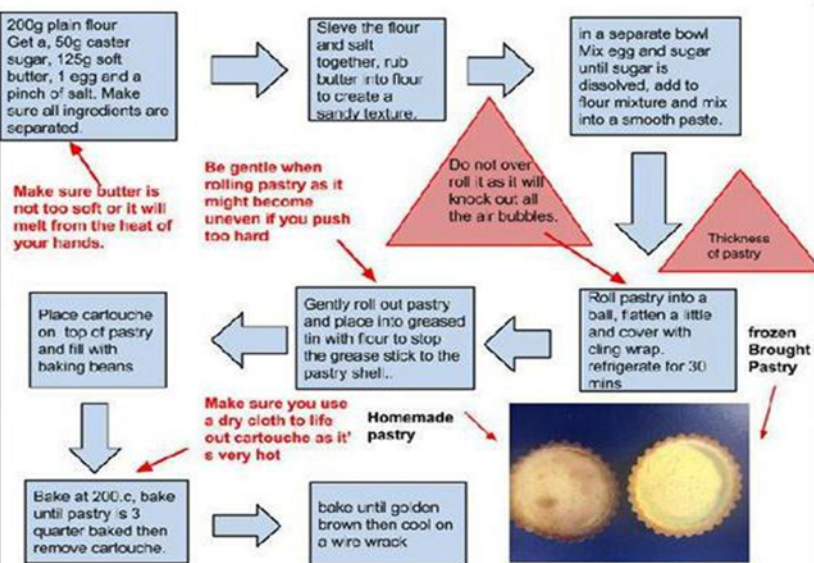 200g plain flour
Get a, 50g caster
sugar, 125g soft
butter, 1 egg and a
pinch of salt. Make
sure all ingredients are
separated.
Sieve the flour
and salt
together, rub
butter into flour
to create a
sandy texture.
in a separate bowl
Mix egg and sugar
until sugar is
dissolved, add to
flour mixture and mix
into a smooth paste.
Make sure butter is
not too soft or it will
melt from the heat of
your hands.
Be gentle when
rolling pastry as it
might become
uneven if you push
too hard
Do not over
roll it as it will
knock out all
the air bubbles.
Thickness
of pastry
Roll pastry into a
ball, flatten a little
and cover with
cling wrap.
refrigerate for 30
mins
Gently roll out pastry
and place into greased
tin with flour to stop
the grease stick to the
pastry shell..
Place cartouche
on top of pastry
and fill with
baking beans
frozen
Brought
Pastry
Homemade
pastry
Make sure you use
a dry cloth to life
out cartouche as it'
s very hot
Bake at 200.c, bake
until pastry is 3
quarter baked then
remove cartouche.
bake until golden
brown then cool on
a wire wrack